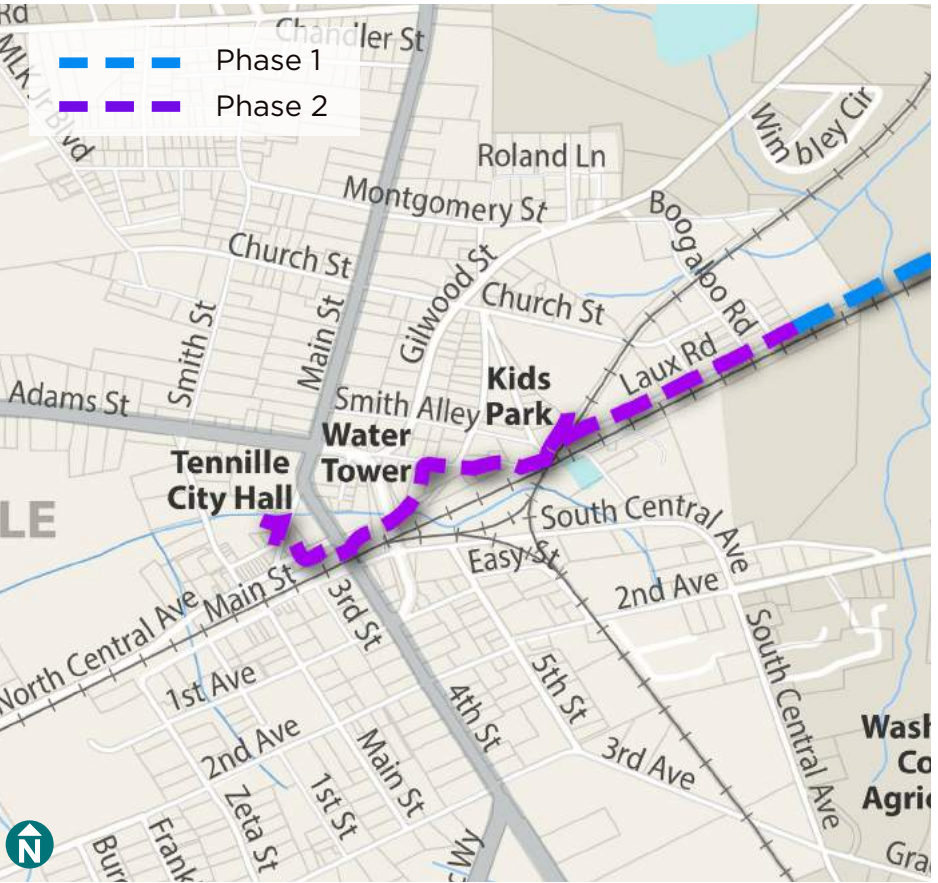 Rd
Chandler St
Phase 1
Phase 2
MLK Jr Blvd
Wimbley Cir
Roland Ln
Montgomery St
Boogaloo Rd
Church St
Gilwood St
Church St
Smith St
Main St
Laux Rd
Kids
Park
Adams St
Smith Alley
Water
Tower
Tennille
City Hall
LE
South Central Ave
Easy St
2nd Ave
North Central Ave
Main St
3rd St
South Central Ave
1st Ave
5th St
4th St
2nd Ave
Main St
3rd Ave
Wash
Co
Agric
Zeta St
1st St
N
Frank
Wy